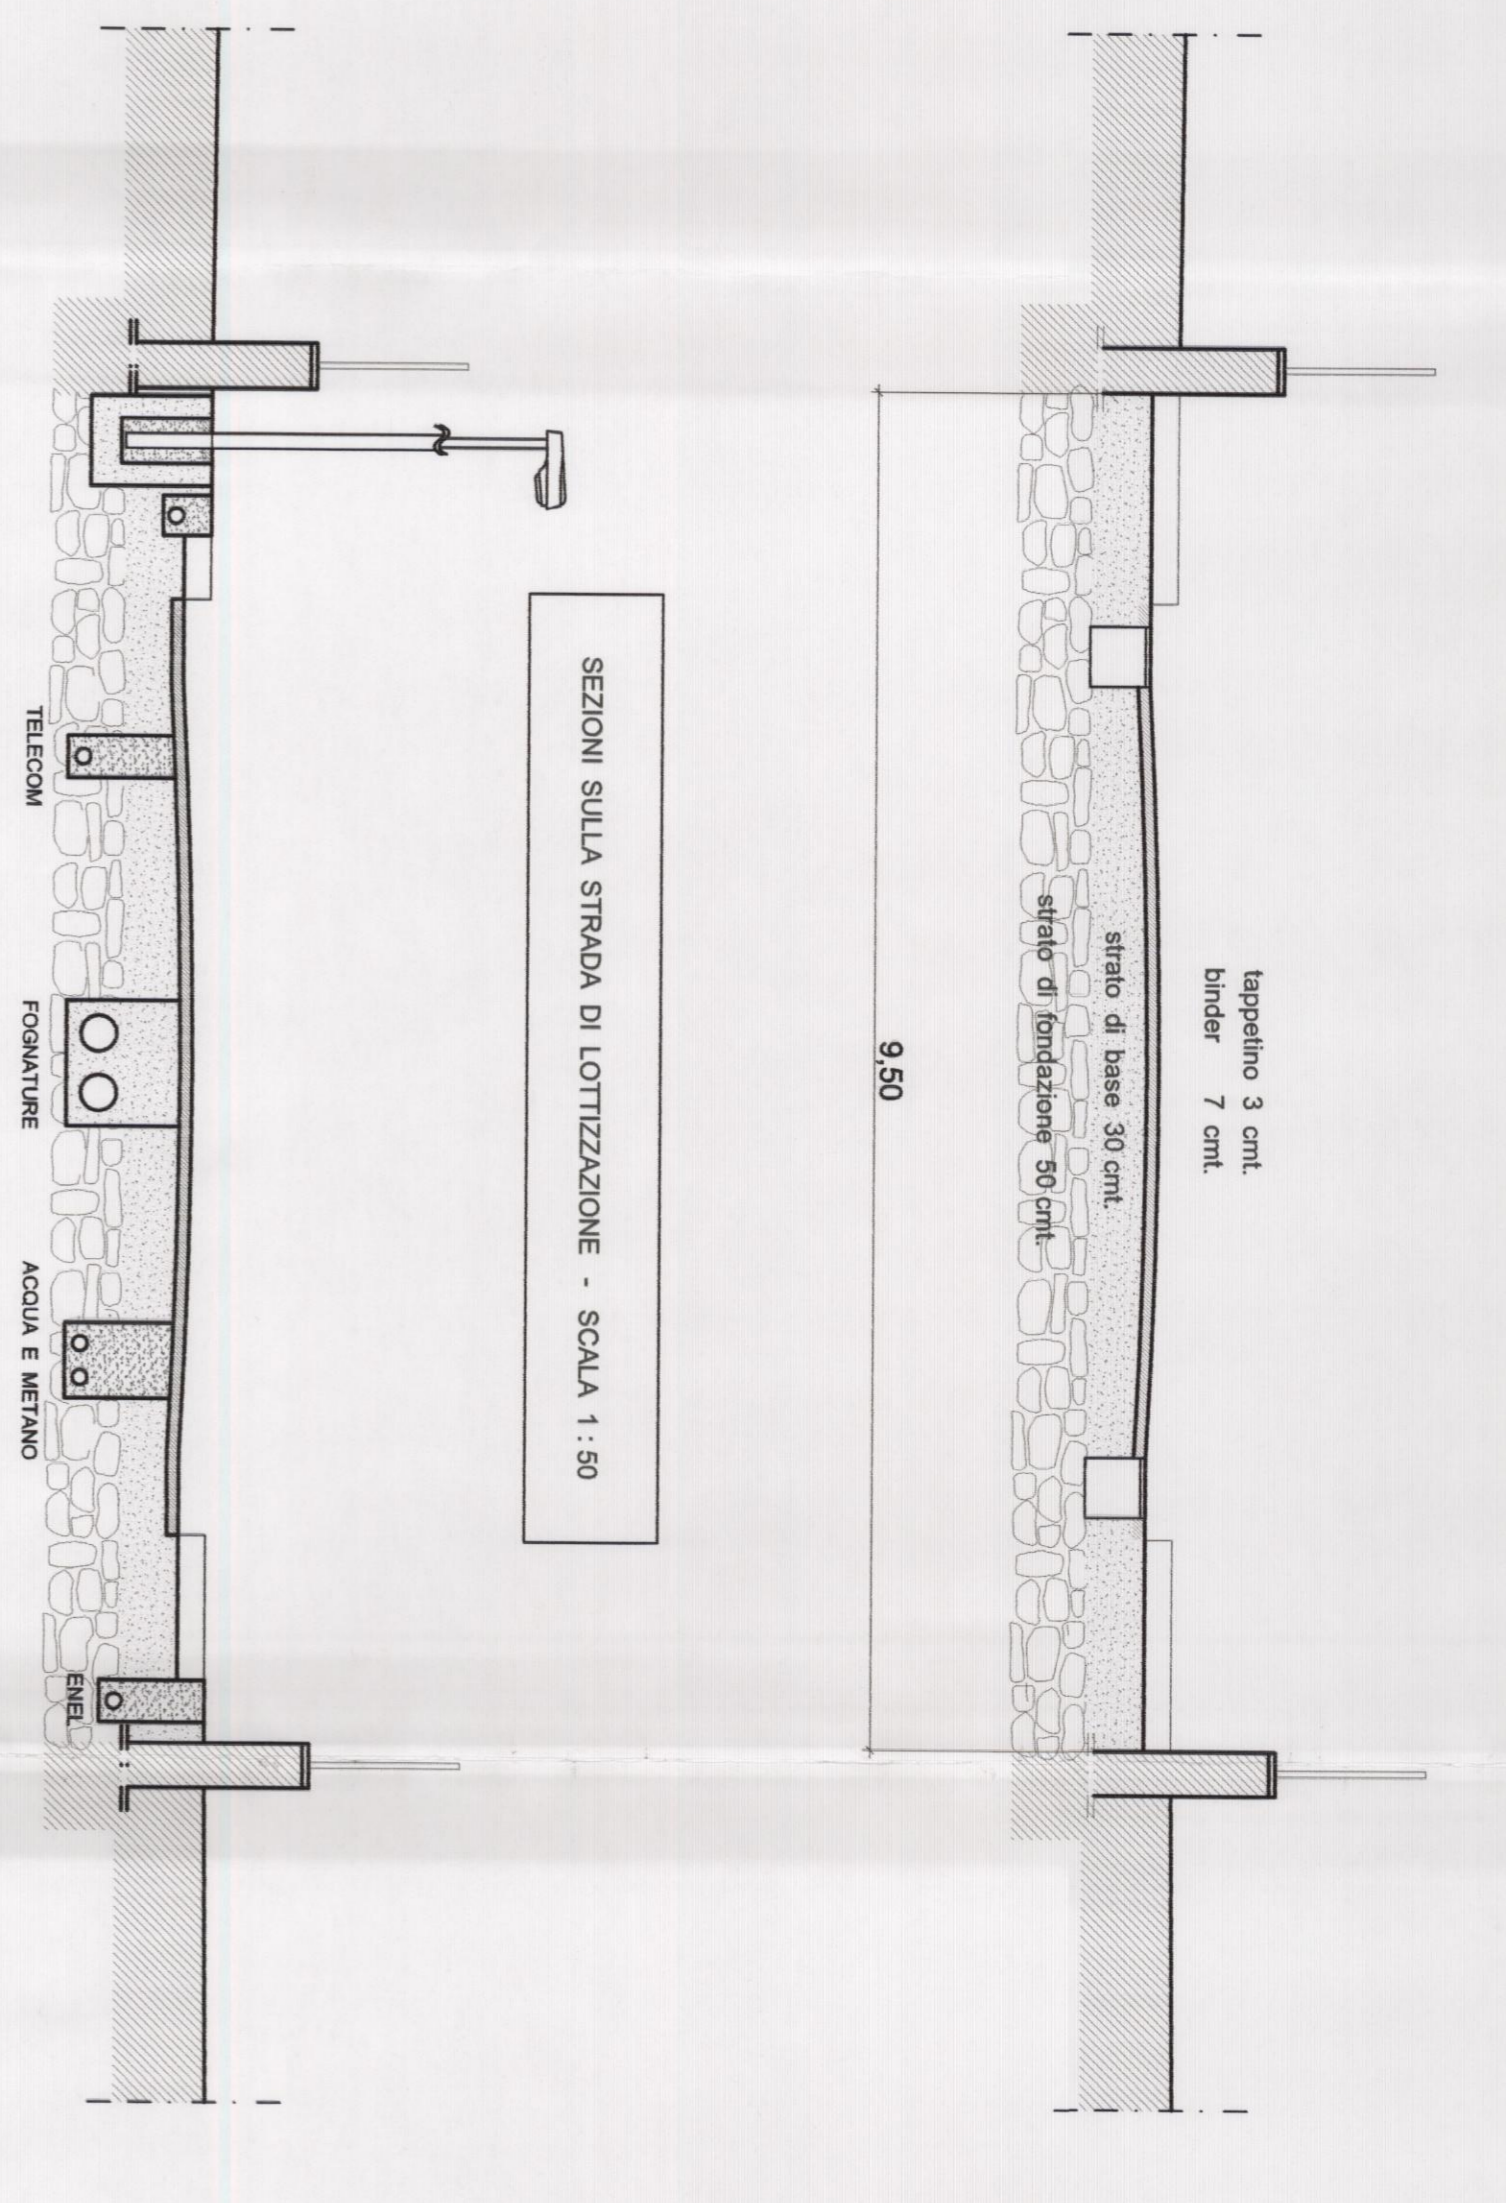 tappetino 3 cmt.
binder 7 cmt.
strato di base 30 cmt.
strato di fondazione 50 cmt.
9,50
SEZIONI SULLA STRADA DI LOTTIZZAZIONE - SCALA 1 : 50
TELECOM
FOGNATURE
ACQUA E METANO
ENEL